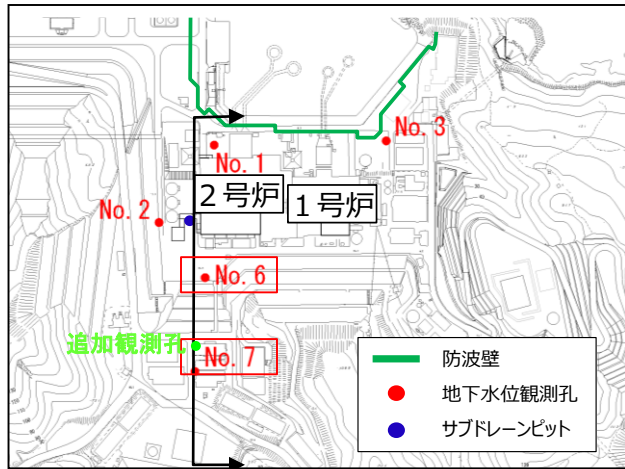 No. 3
No. 1
2号炉
1号炉
No. 2
No. 6
追加観測孔
No. 7
防波壁
地下水位観測孔
サブドレーンピット